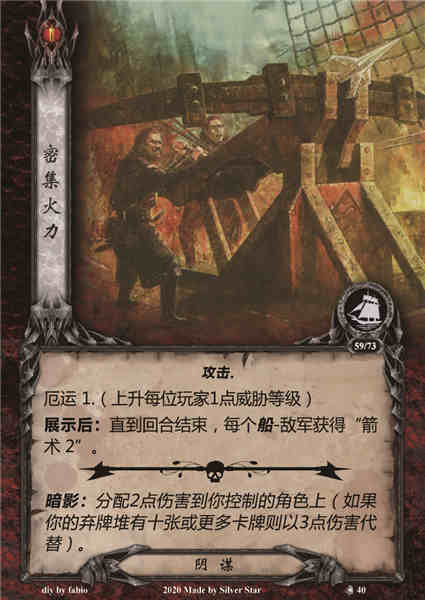 密集火力
59/73
攻击.
厄运 1.（上升每位玩家1点威胁等级）
展示后：直到回合结束，每个船-敌军获得“箭
术 2”。
暗影：分配2点伤害到你控制的角色上（如果
你的弃牌堆有十张或更多卡牌则以3点伤害代
替）。
阴 谋
diy by fabio
2020 Made by Silver Star
40